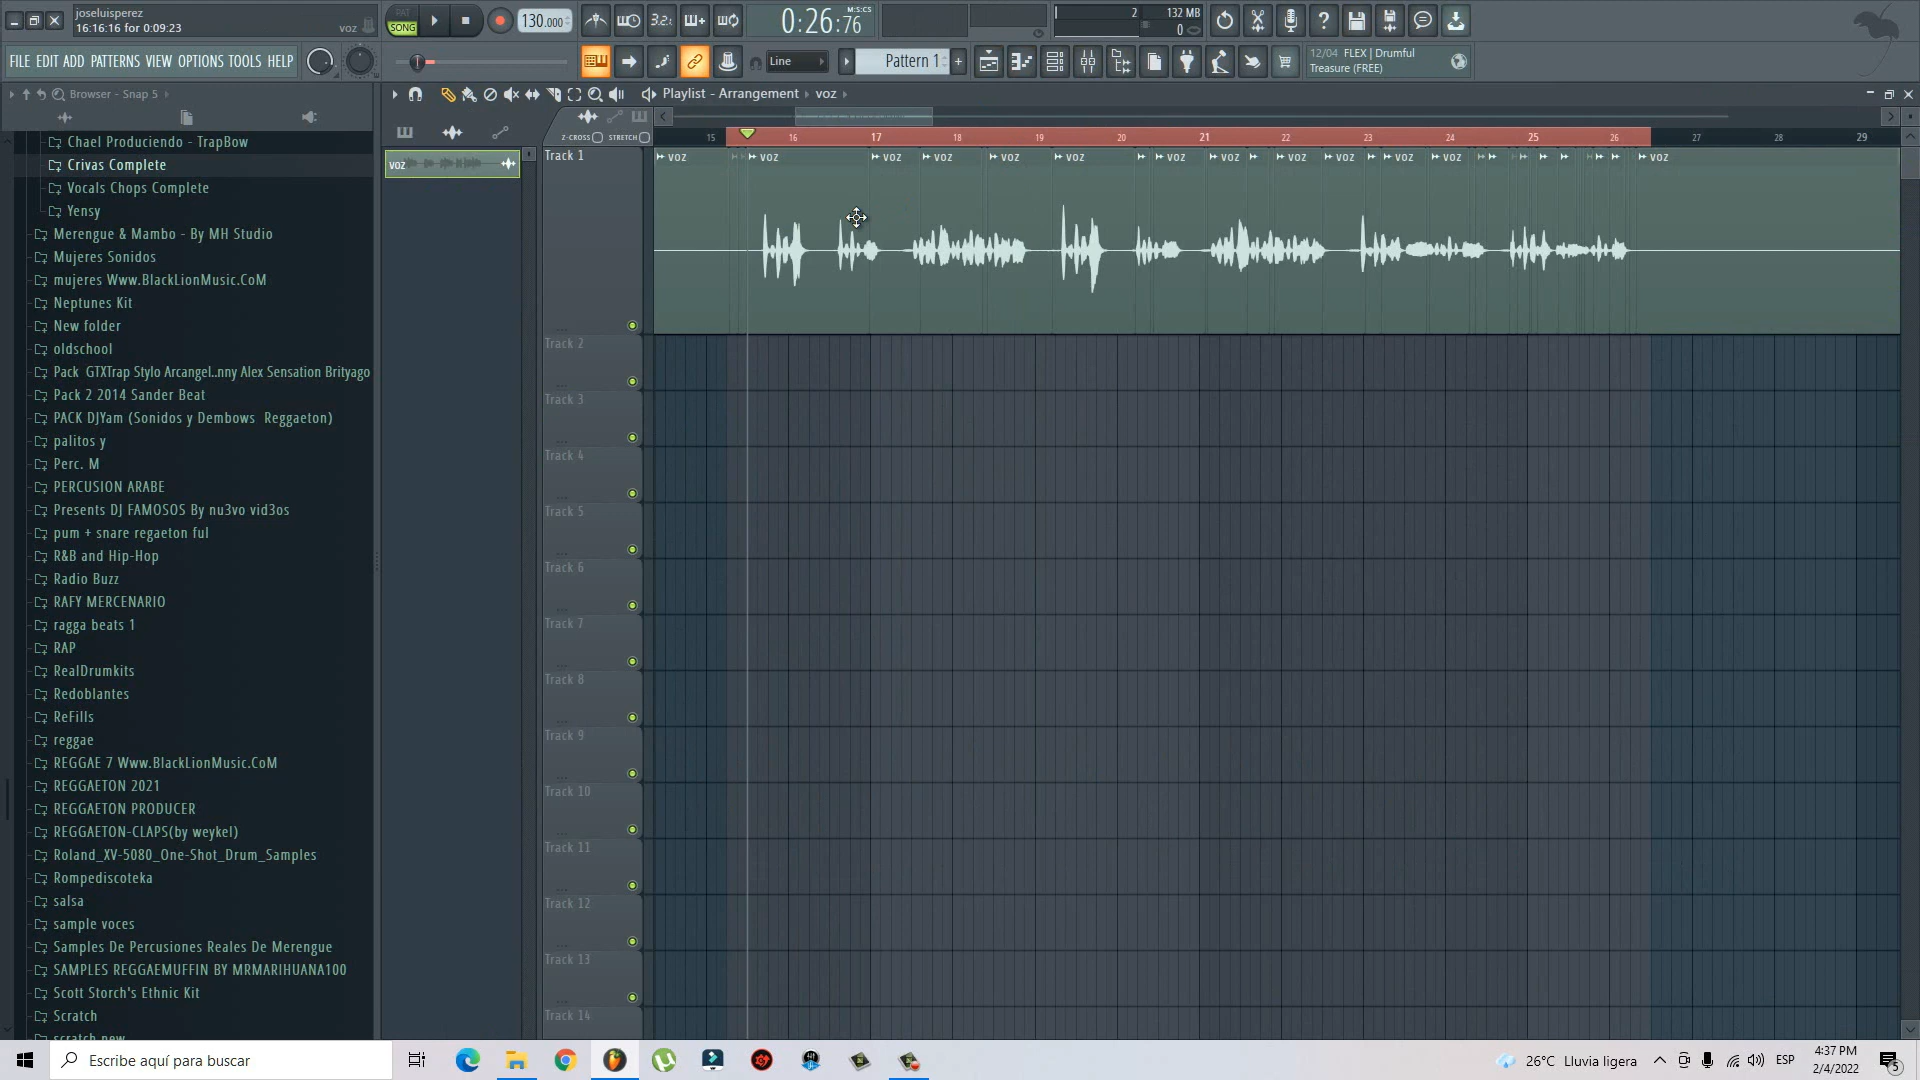 joseluisperez
16:16:16 for 0:09:23
voz
PAT
SONG
130.000
3.2.
0:26:76
M:S:CS
2
132 MB
0
FILE EDIT ADD PATTERNS VIEW OPTIONS TOOLS HELP
Line
Pattern 1
+
12/04 FLEX | Drumful
Treasure (FREE)
Browser - Snap 5
Playlist - Arrangement
voz
Z-CROSS
STRETCH
15
16
17
18
19
20
21
22
23
24
25
26
27
28
29
Chael Produciendo - TrapBow
Crivas Complete
Vocals Chops Complete
Yensy
Merengue & Mambo - By MH Studio
Mujeres Sonidos
mujeres Www.BlackLionMusic.CoM
Neptunes Kit
New folder
oldschool
Pack GTXTrap Stylo Arcangel..nny Alex Sensation Brityago
Pack 2 2014 Sander Beat
PACK DJYam (Sonidos y Dembows Reggaeton)
palitos y
Perc. M
PERCUSION ARABE
Presents DJ FAMOSOS By nu3vo vid3os
pum + snare regaeton ful
R&B and Hip-Hop
Radio Buzz
RAFY MERCENARIO
ragga beats 1
RAP
RealDrumkits
Redoblantes
ReFills
reggae
REGGAE 7 Www.BlackLionMusic.CoM
REGGAETON 2021
REGGAETON PRODUCER
REGGAETON-CLAPS(by weykel)
Roland_XV-5080_One-Shot_Drum_Samples
Rompediscoteka
salsa
sample voces
Samples De Percusiones Reales De Merengue
SAMPLES REGGAEMUFFIN BY MRMARIHUANA100
Scott Storch's Ethnic Kit
Scratch
scratch new
voz
Track 1
voz
voz
voz
voz
voz
voz
voz
voz
voz
voz
voz
voz
voz
Track 2
Track 3
Track 4
Track 5
Track 6
Track 7
Track 8
Track 9
Track 10
Track 11
Track 12
Track 13
Track 14
Escribe aquí para buscar
26°C Lluvia ligera
ESP
4:37 PM
2/4/2022
5